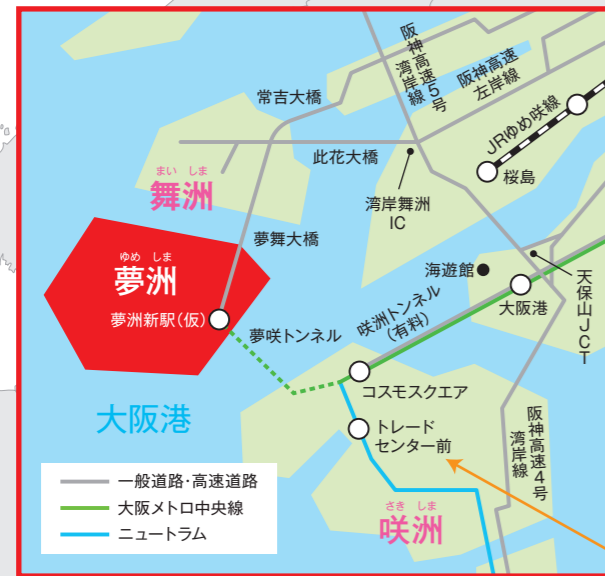 阪神高速5号
湾岸線
阪神高速
左岸線
常吉大橋
JRゆめ咲線
此花大橋
桜島
まい しま
舞洲
湾岸舞洲
IC
夢舞大橋
ゆめ しま
夢洲
海遊館
天保山JCT
夢洲新駅(仮)
大阪港
咲洲トンネル
(有料)
夢咲トンネル
コスモスクエア
大阪港
トレード
センター前
阪神高速4号
湾岸線
一般道路・高速道路
大阪メトロ中央線
ニュートラム
さき しま
咲洲